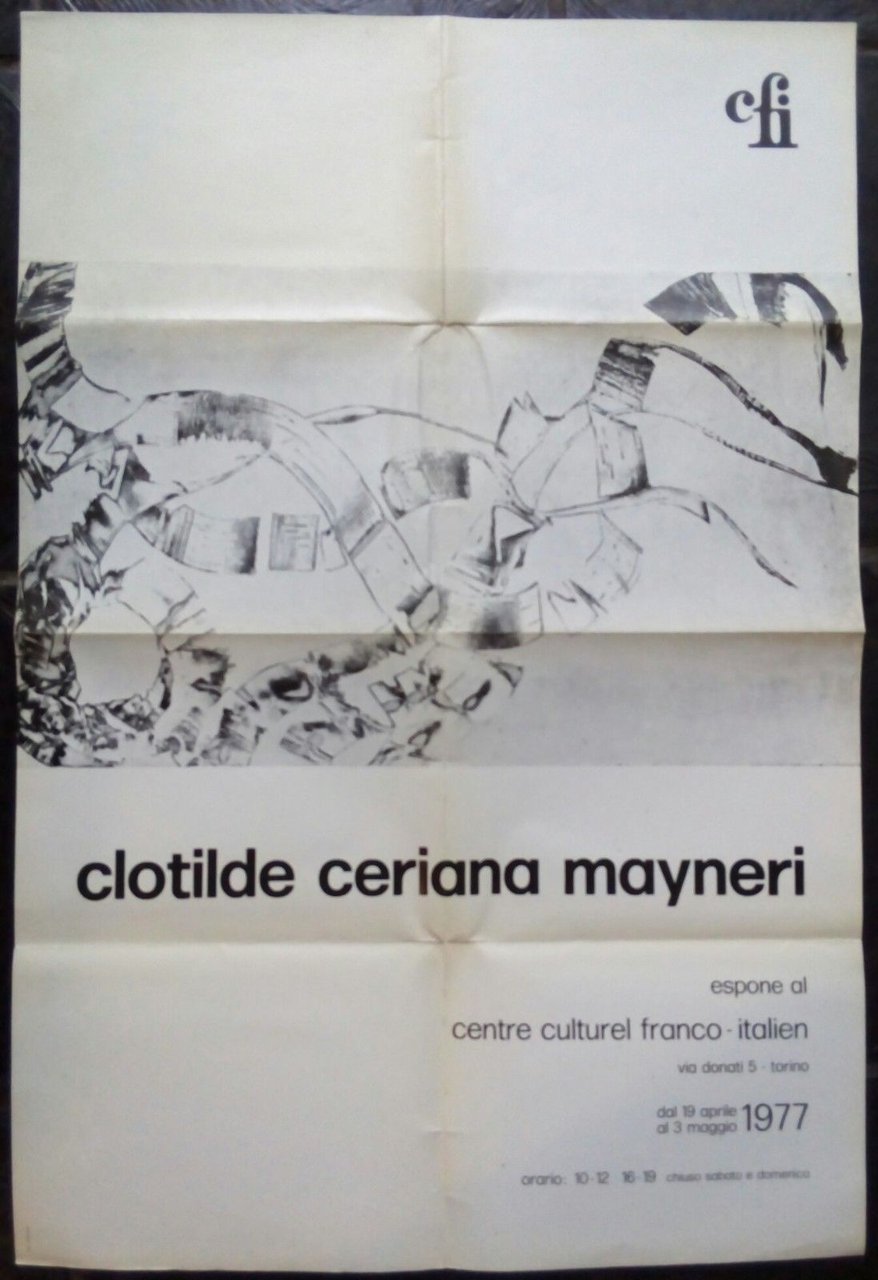 cfi
clotilde ceriana mayneri
espone al
centre culturel franco-italien
via donati 5 - torino
dal 19 aprile
al 3 maggio 1977
orario: 10-12 16-19 chiuso sabato e domenica